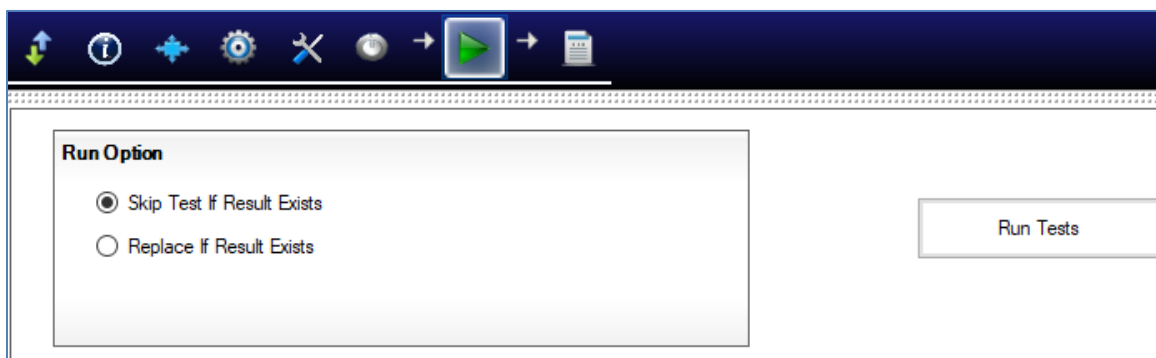 Run Option
Skip Test If Result Exists
Replace If Result Exists
Run Tests